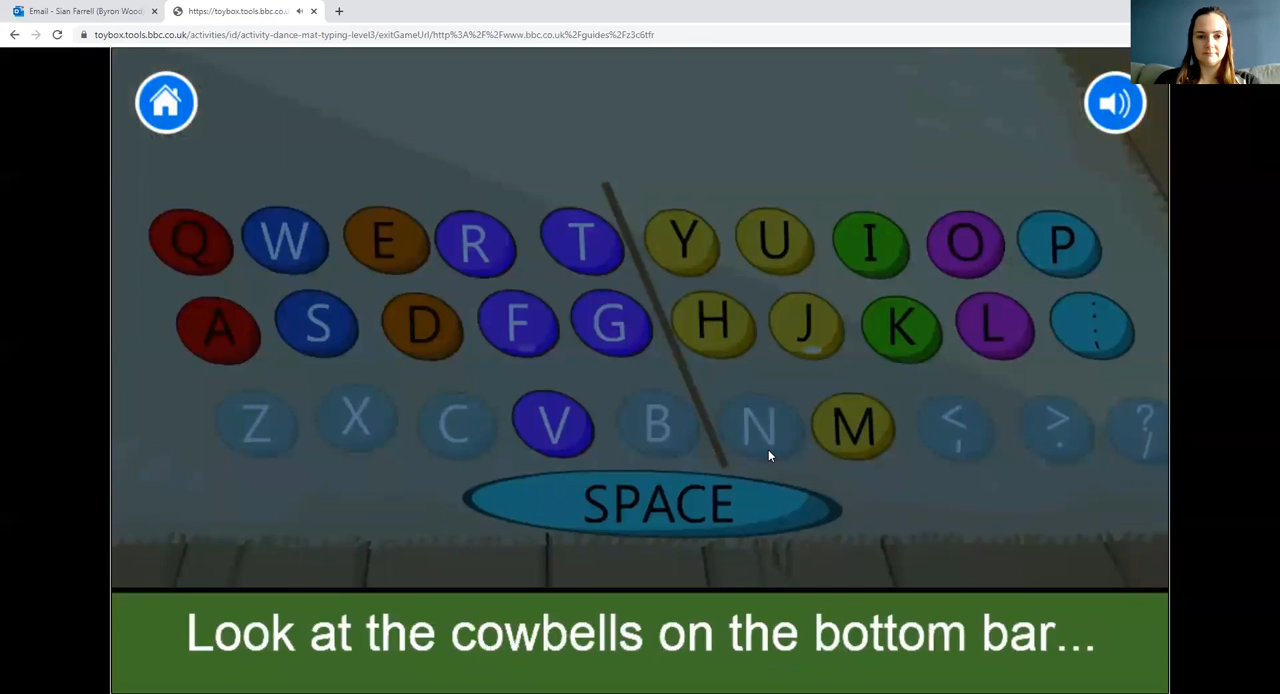 Email - Sian Farrell (Byron Wood
https://toybox.tools.bbc.co.u
toybox.tools.bbc.co.uk/activities/id/activity-dance-mat-typing-level3/exitGameUrl/http%3A%2F%2Fwww.bbc.co.uk%2Fguides%2Fz3c6tfr
Q W E R T Y U I O P
A S D F G H J K L : ;
Z X C V B N M < , > . ? /
SPACE
Look at the cowbells on the bottom bar...